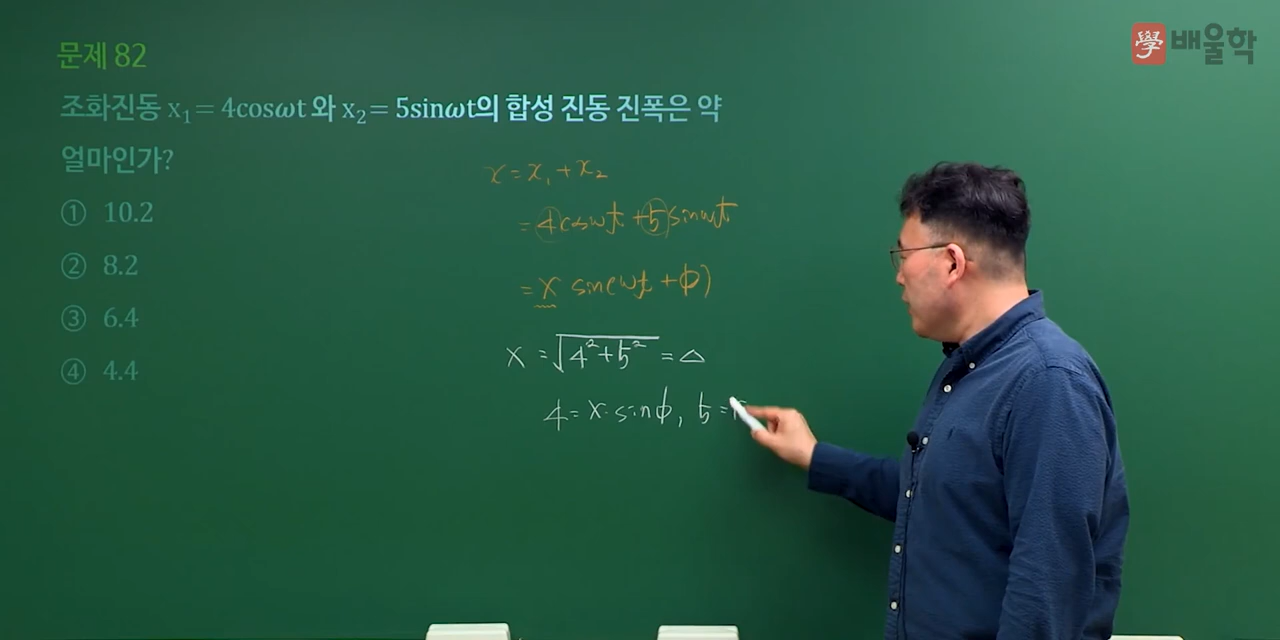 學 배울학
문제 82
조화진동 x₁ = 4cosωt 와 x₂ = 5sinωt의 합성 진동 진폭은 약
얼마인가?
① 10.2
② 8.2
③ 6.4
④ 4.4
x = x₁ + x₂
= 4cosωt + 5sinωt
= X sin(ωt + φ)
X = √4² + 5² = △
4 = X · sinφ, 5 =